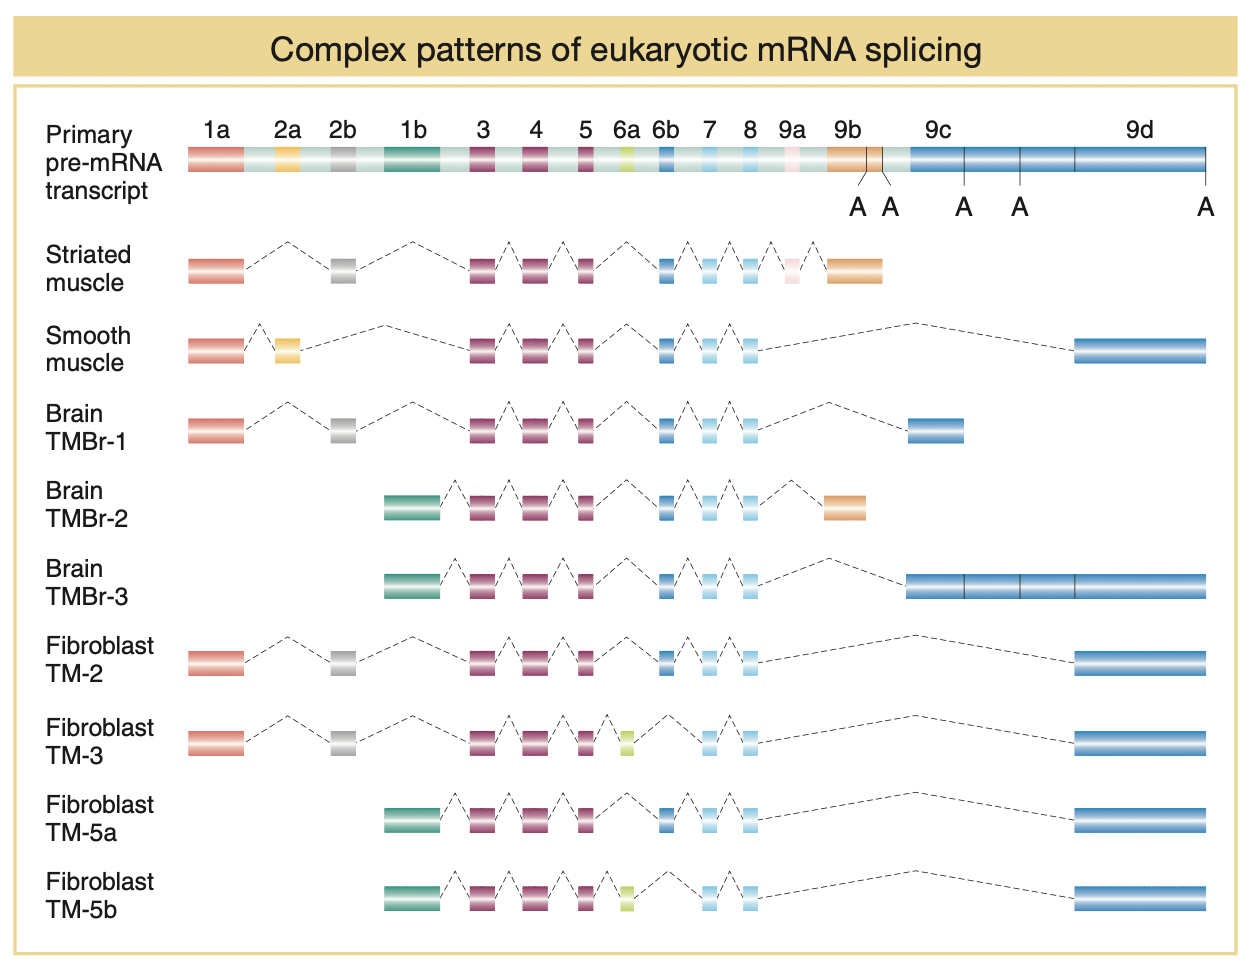 Complex patterns of eukaryotic mRNA splicing
Primary
pre-mRNA
transcript
1a 2a 2b 1b 3 4 5 6a 6b 7 8 9a 9b 9c 9d
A A A A A
Striated
muscle
Smooth
muscle
Brain
TMBr-1
Brain
TMBr-2
Brain
TMBr-3
Fibroblast
TM-2
Fibroblast
TM-3
Fibroblast
TM-5a
Fibroblast
TM-5b